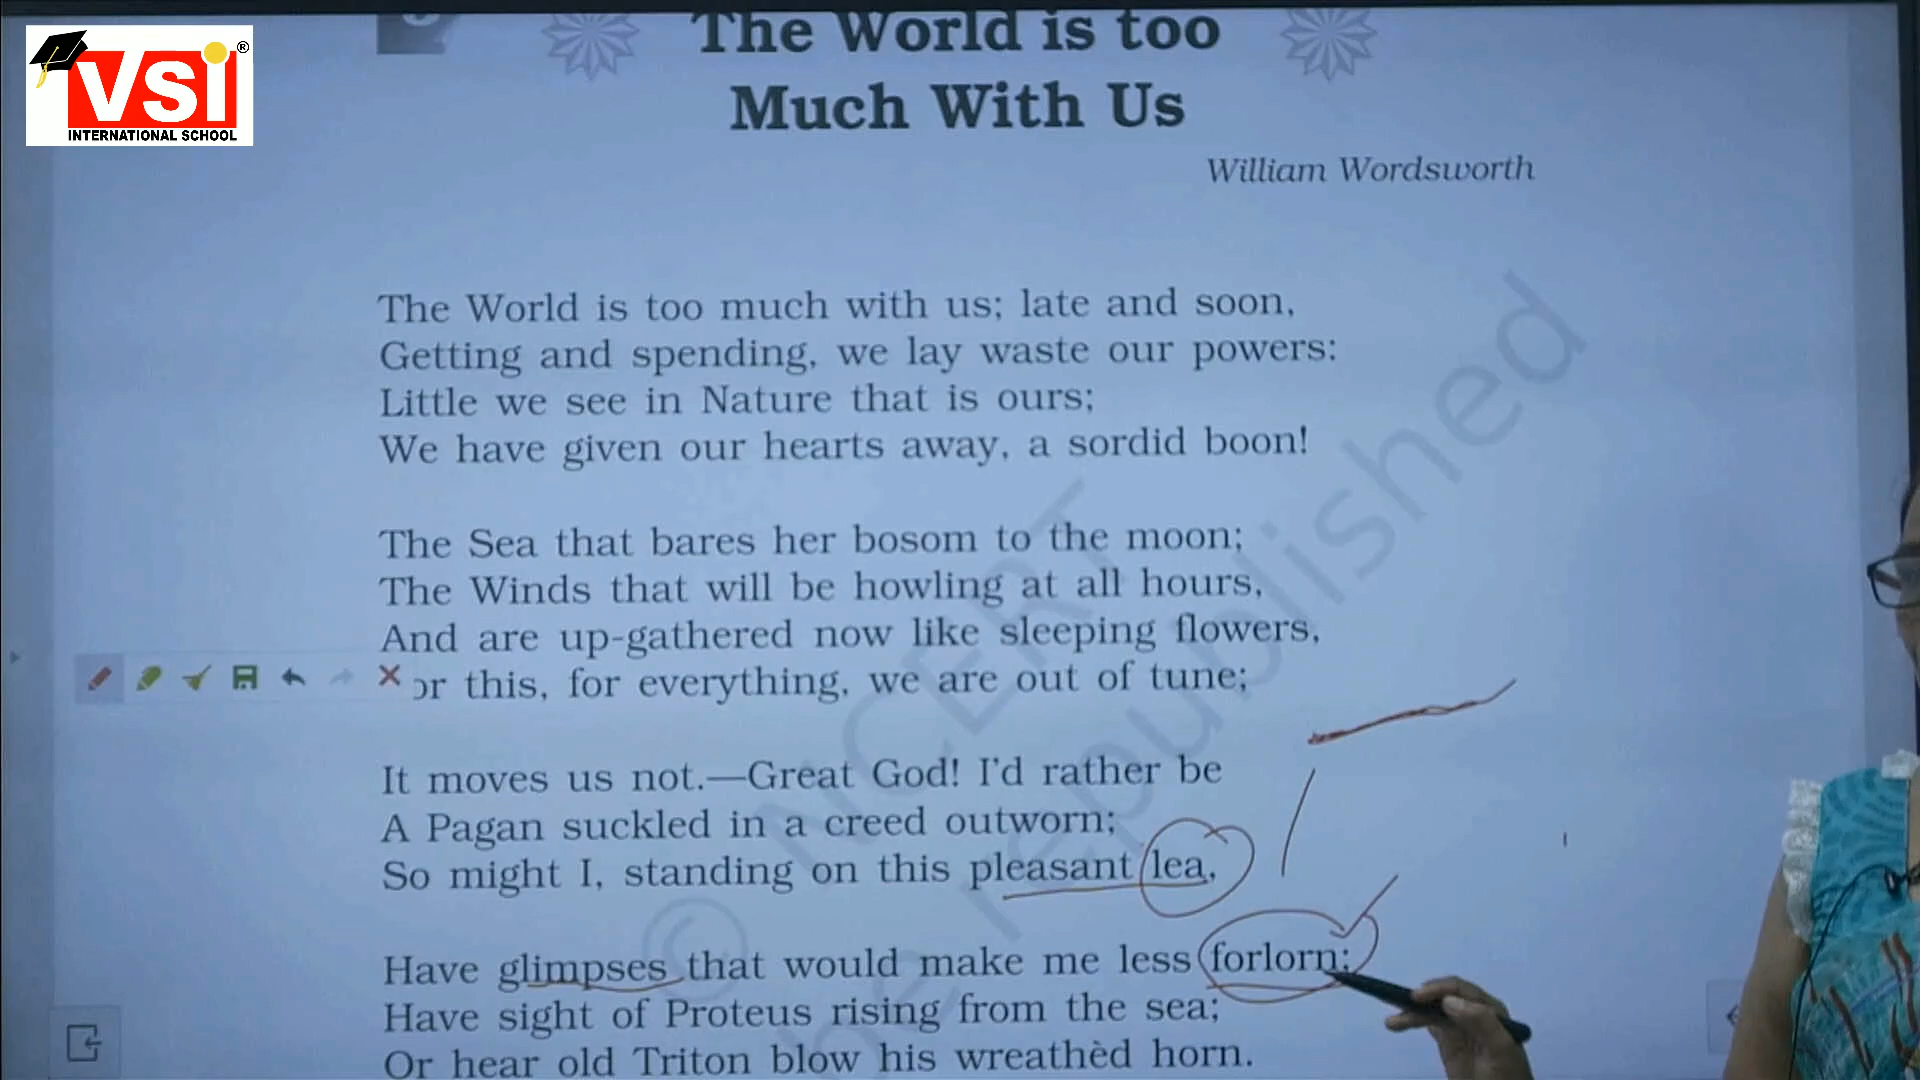 VSI
®
INTERNATIONAL SCHOOL
The World is too
Much With Us
William Wordsworth
The World is too much with us; late and soon,
Getting and spending, we lay waste our powers:
Little we see in Nature that is ours;
We have given our hearts away, a sordid boon!
The Sea that bares her bosom to the moon;
The Winds that will be howling at all hours,
And are up-gathered now like sleeping flowers,
or this, for everything, we are out of tune;
It moves us not.—Great God! I'd rather be
A Pagan suckled in a creed outworn;
So might I, standing on this pleasant lea,
Have glimpses that would make me less forlorn;
Have sight of Proteus rising from the sea;
Or hear old Triton blow his wreathèd horn.
© NCERT
be republished